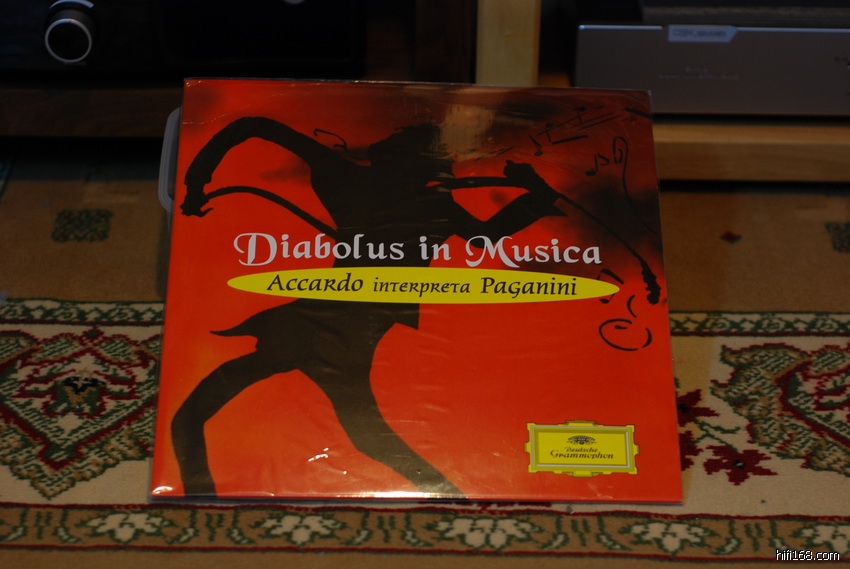 Diabolus in Musica
Accardo interpreta Paganini
Deutsche
Grammophon
hifi168.com